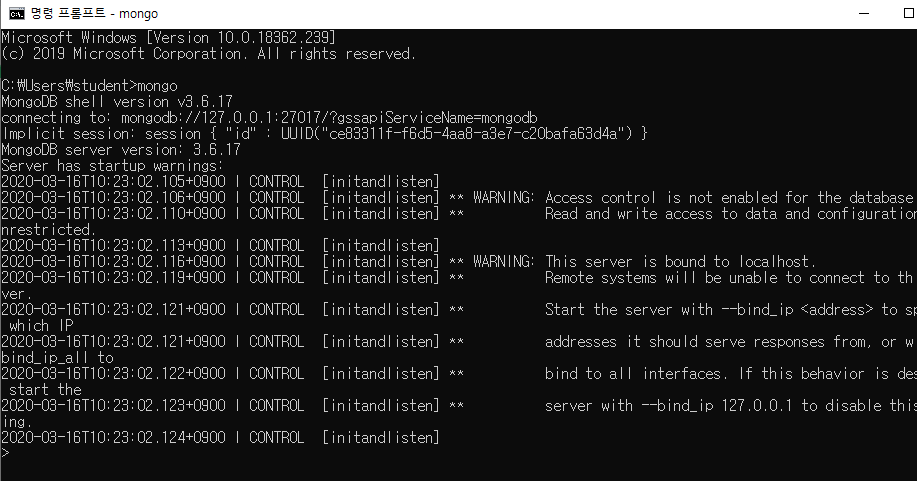 명령 프롬프트 - mongo
Microsoft Windows [Version 10.0.18362.239]
(c) 2019 Microsoft Corporation. All rights reserved.
C:₩Users₩student>mongo
MongoDB shell version v3.6.17
connecting to: mongodb://127.0.0.1:27017/?gssapiServiceName=mongodb
Implicit session: session { "id" : UUID("ce83311f-f6d5-4aa8-a3e7-c20bafa63d4a") }
MongoDB server version: 3.6.17
Server has startup warnings:
2020-03-16T10:23:02.105+0900 I CONTROL  [initandlisten]
2020-03-16T10:23:02.106+0900 I CONTROL  [initandlisten] ** WARNING: Access control is not enabled for the database
2020-03-16T10:23:02.110+0900 I CONTROL  [initandlisten] **          Read and write access to data and configuration
nrestricted.
2020-03-16T10:23:02.113+0900 I CONTROL  [initandlisten]
2020-03-16T10:23:02.116+0900 I CONTROL  [initandlisten] ** WARNING: This server is bound to localhost.
2020-03-16T10:23:02.119+0900 I CONTROL  [initandlisten] **          Remote systems will be unable to connect to th
ver.
2020-03-16T10:23:02.121+0900 I CONTROL  [initandlisten] **          Start the server with --bind_ip <address> to sp
 which IP
2020-03-16T10:23:02.121+0900 I CONTROL  [initandlisten] **          addresses it should serve responses from, or w
bind_ip_all to
2020-03-16T10:23:02.122+0900 I CONTROL  [initandlisten] **          bind to all interfaces. If this behavior is des
 start the
2020-03-16T10:23:02.123+0900 I CONTROL  [initandlisten] **          server with --bind_ip 127.0.0.1 to disable this
ing.
2020-03-16T10:23:02.124+0900 I CONTROL  [initandlisten]
>